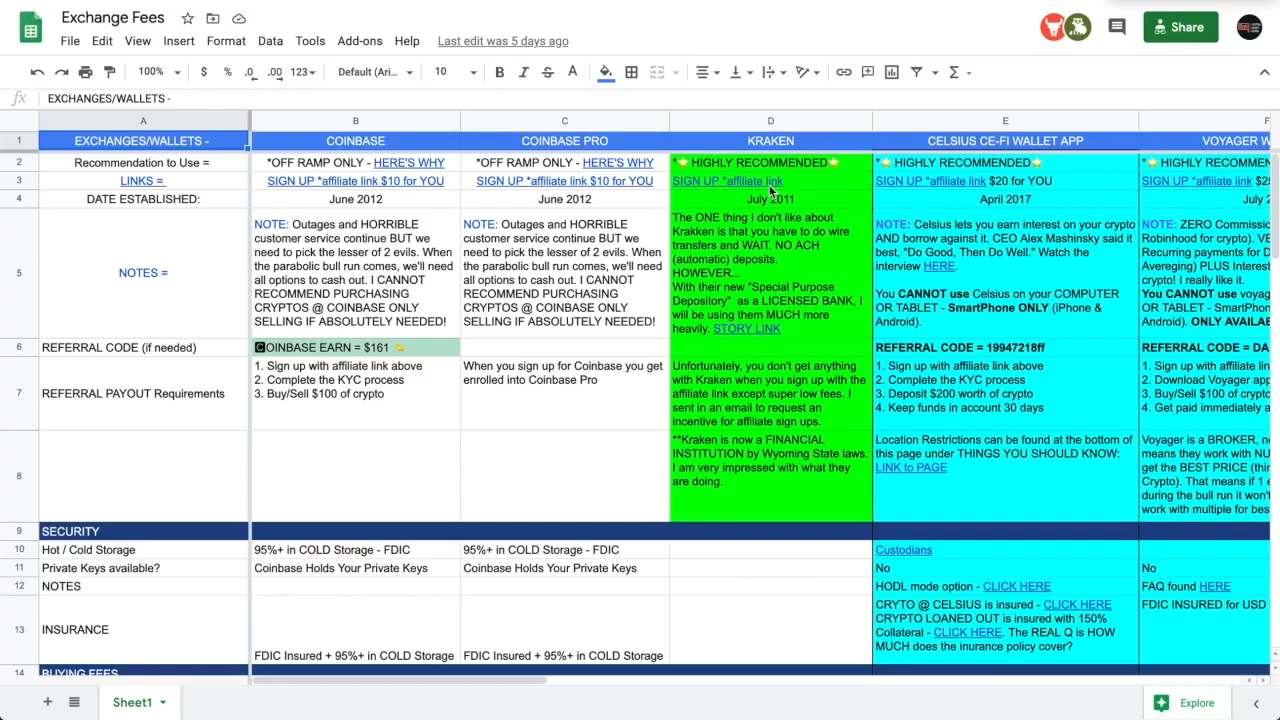 Exchange Fees
File Edit View Insert Format Data Tools Add-ons Help Last edit was 5 days ago
Share
100% $ % .0 .00 123 Default (Ari... 10 B I S A
fx EXCHANGES/WALLETS -
A B C D E F
1 EXCHANGES/WALLETS - COINBASE COINBASE PRO KRAKEN CELSIUS CE-FI WALLET APP VOYAGER W
2 Recommendation to Use = *OFF RAMP ONLY - HERE'S WHY *OFF RAMP ONLY - HERE'S WHY *⭐ HIGHLY RECOMMENDED⭐ *⭐ HIGHLY RECOMMENDED⭐ *⭐ HIGHLY RECOMMEN
3 LINKS = SIGN UP *affiliate link $10 for YOU SIGN UP *affiliate link $10 for YOU SIGN UP *affiliate link SIGN UP *affiliate link $20 for YOU SIGN UP *affiliate link $2
4 DATE ESTABLISHED: June 2012 June 2012 July 2011 April 2017 July 2
5 NOTES =
NOTE: Outages and HORRIBLE
customer service continue BUT we
need to pick the lesser of 2 evils. When
the parabolic bull run comes, we'll need
all options to cash out. I CANNOT
RECOMMEND PURCHASING
CRYPTOS @ COINBASE ONLY
SELLING IF ABSOLUTELY NEEDED!
NOTE: Outages and HORRIBLE
customer service continue BUT we
need to pick the lesser of 2 evils. When
the parabolic bull run comes, we'll need
all options to cash out. I CANNOT
RECOMMEND PURCHASING
CRYPTOS @ COINBASE ONLY
SELLING IF ABSOLUTELY NEEDED!
The ONE thing I don't like about
Krakken is that you have to do wire
transfers and WAIT. NO ACH
(automatic) deposits.
HOWEVER...
With their new "Special Purpose
Depository" as a LICENSED BANK, I
will be using them MUCH more
heavily. STORY LINK
NOTE: Celsius lets you earn interest on your crypto
AND borrow against it. CEO Alex Mashinsky said it
best, "Do Good, Then Do Well." Watch the
interview HERE.
You CANNOT use Celsius on your COMPUTER
OR TABLET - SmartPhone ONLY (iPhone &
Android).
NOTE: ZERO Commissio
Robinhood for crypto). VE
Recurring payments for D
Avereging) PLUS Interest
crypto! I really like it.
You CANNOT use voyag
OR TABLET - SmartPhon
Android). ONLY AVAILAB
6 REFERRAL CODE (if needed) COINBASE EARN = $161 REFERRAL CODE = 19947218ff REFERRAL CODE = DA
7 REFERRAL PAYOUT Requirements
1. Sign up with affiliate link above
2. Complete the KYC process
3. Buy/Sell $100 of crypto
When you sign up for Coinbase you get
enrolled into Coinbase Pro
Unfortunately, you don't get anything
with Kraken when you sign up with the
affiliate link except super low fees. I
sent in an email to request an
incentive for affiliate sign ups.
1. Sign up with affiliate link above
2. Complete the KYC process
3. Deposit $200 worth of crypto
4. Keep funds in account 30 days
1. Sign up with affiliate lin
2. Download Voyager app
3. Buy/Sell $100 of crypto
4. Get paid immediately a
8
**Kraken is now a FINANCIAL
INSTITUTION by Wyoming State laws.
I am very impressed with what they
are doing.
Location Restrictions can be found at the bottom of
this page under THINGS YOU SHOULD KNOW:
LINK to PAGE
Voyager is a BROKER, no
means they work with NU
get the BEST PRICE (thin
Crypto). That means if 1 e
during the bull run it won't
work with multiple for bes
9 SECURITY
10 Hot / Cold Storage 95%+ in COLD Storage - FDIC 95%+ in COLD Storage - FDIC Custodians
11 Private Keys available? Coinbase Holds Your Private Keys Coinbase Holds Your Private Keys No No
12 NOTES HODL mode option - CLICK HERE FAQ found HERE
13 INSURANCE FDIC Insured + 95%+ in COLD Storage FDIC Insured + 95%+ in COLD Storage
CRYTO @ CELSIUS is insured - CLICK HERE
CRYPTO LOANED OUT is insured with 150%
Collateral - CLICK HERE. The REAL Q is HOW
MUCH does the inurance policy cover?
FDIC INSURED for USD
14 BUYING FEES
Sheet1 Explore